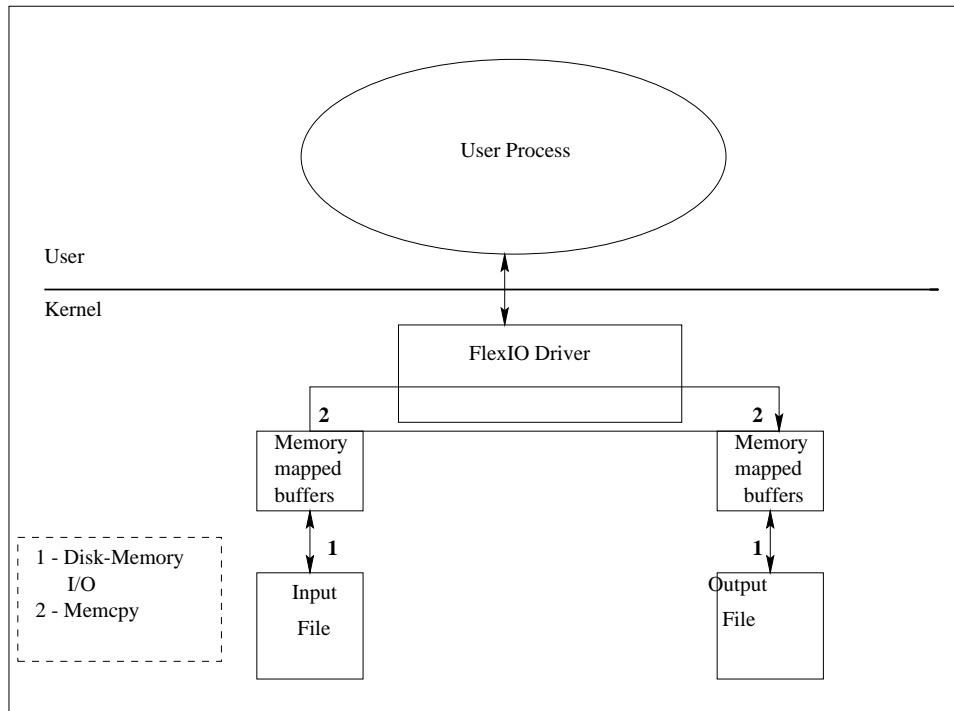 User Process
User
Kernel
FlexIO Driver
2
2
Memory
mapped
buffers
Memory
mapped
buffers
1
1
1 - Disk-Memory
I/O
2 - Memcpy
Input
File
Output
File